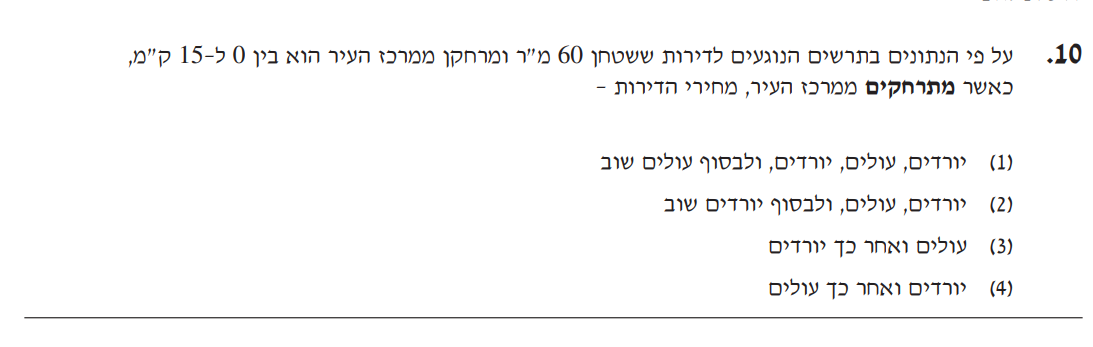 10. על פי הנתונים בתרשים הנוגעים לדירות ששטחן 60 מ"ר ומרחקן ממרכז העיר הוא בין 0 ל-15 ק"מ,
כאשר מתרחקים ממרכז העיר, מחירי הדירות -
(1) יורדים, עולים, יורדים, ולבסוף עולים שוב
(2) יורדים, עולים, ולבסוף יורדים שוב
(3) עולים ואחר כך יורדים
(4) יורדים ואחר כך עולים